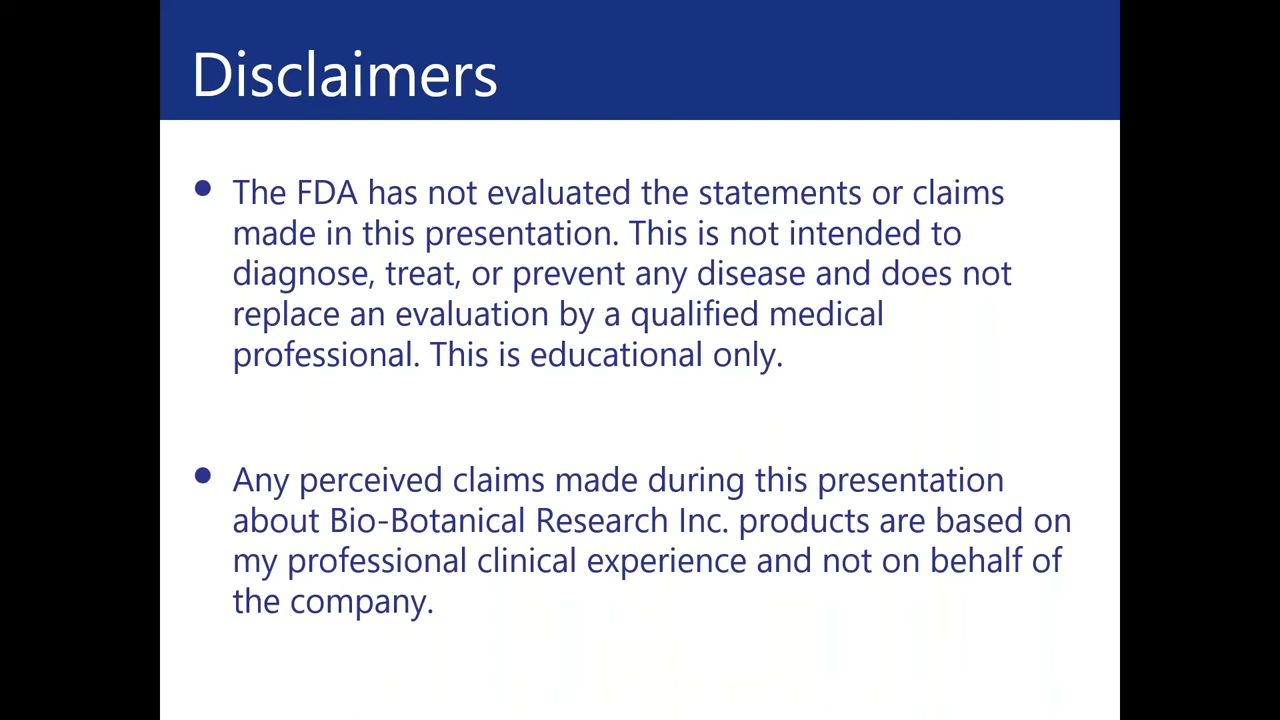 Disclaimers
• The FDA has not evaluated the statements or claims
made in this presentation. This is not intended to
diagnose, treat, or prevent any disease and does not
replace an evaluation by a qualified medical
professional. This is educational only.
• Any perceived claims made during this presentation
about Bio-Botanical Research Inc. products are based on
my professional clinical experience and not on behalf of
the company.